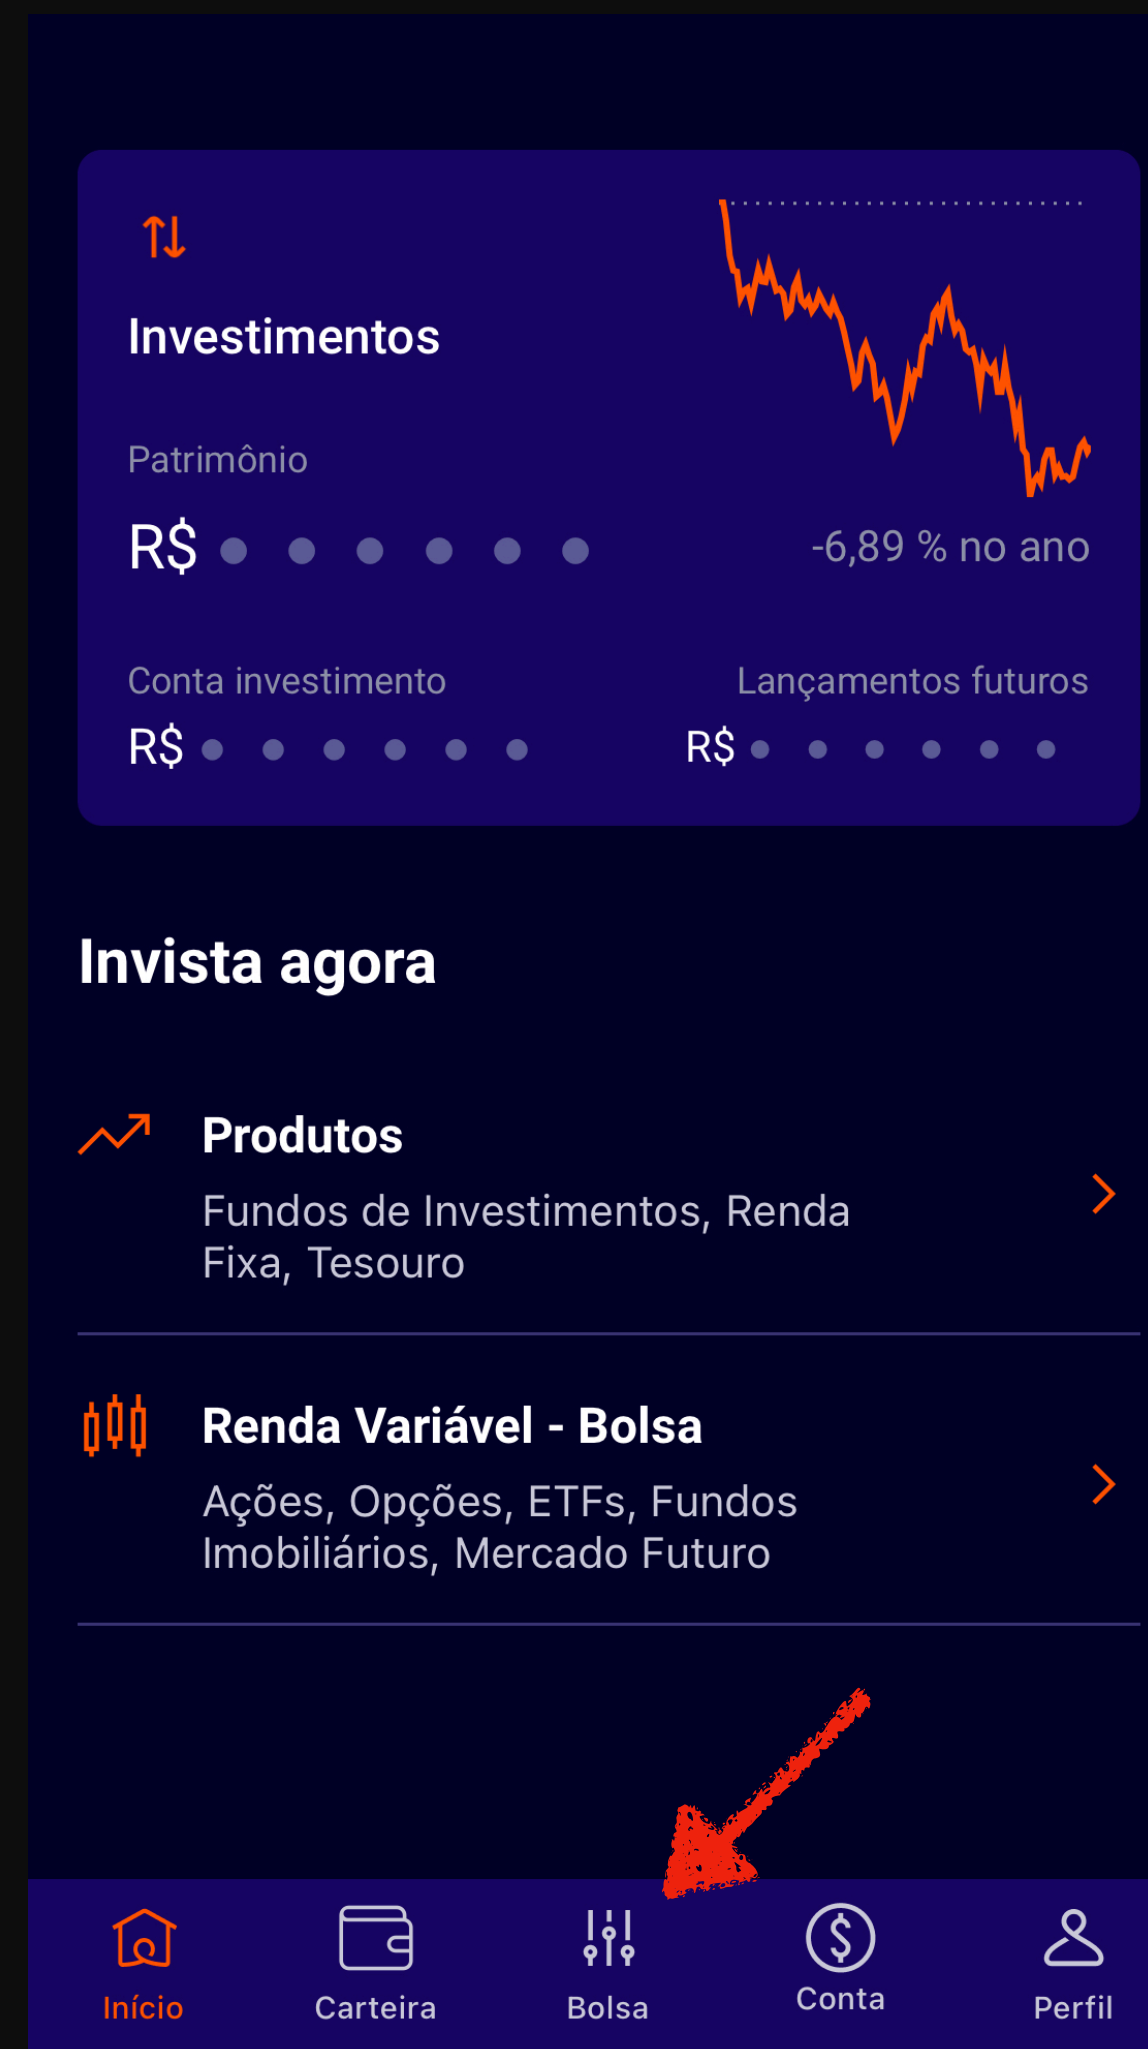 Investimentos
Patrimônio
R$
-6,89 % no ano
Conta investimento
Lançamentos futuros
R$
R$
Invista agora
Produtos
Fundos de Investimentos, Renda
Fixa, Tesouro
Renda Variável - Bolsa
Ações, Opções, ETFs, Fundos
Imobiliários, Mercado Futuro
Início
Carteira
Bolsa
Conta
Perfil